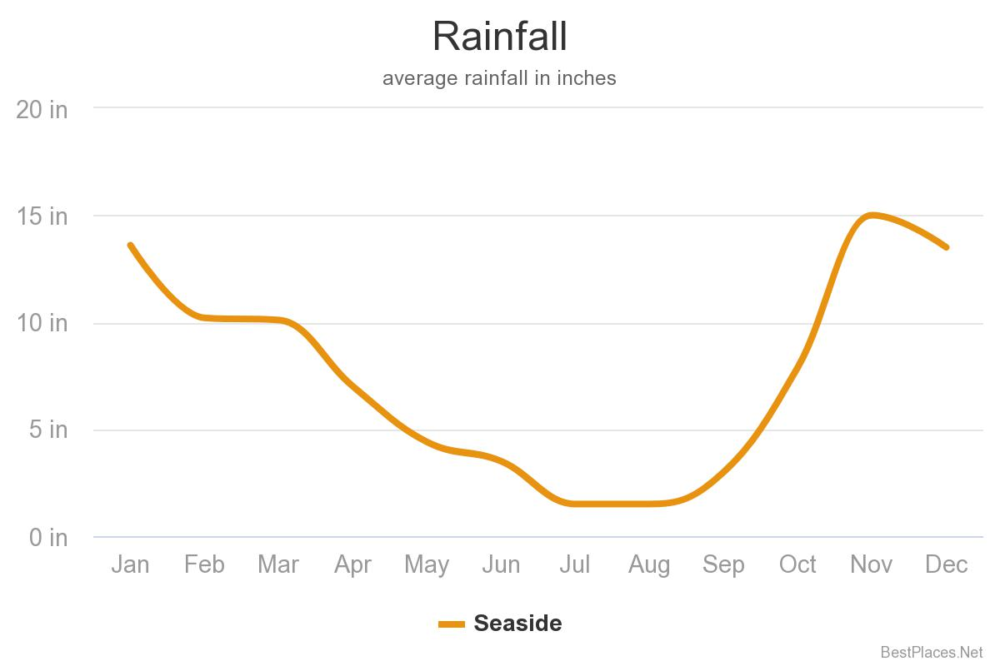 Rainfall
average rainfall in inches
20 in
15 in
10 in
5 in
0 in
Jan Feb Mar Apr May Jun Jul Aug Sep Oct Nov Dec
Seaside
BestPlaces.Net